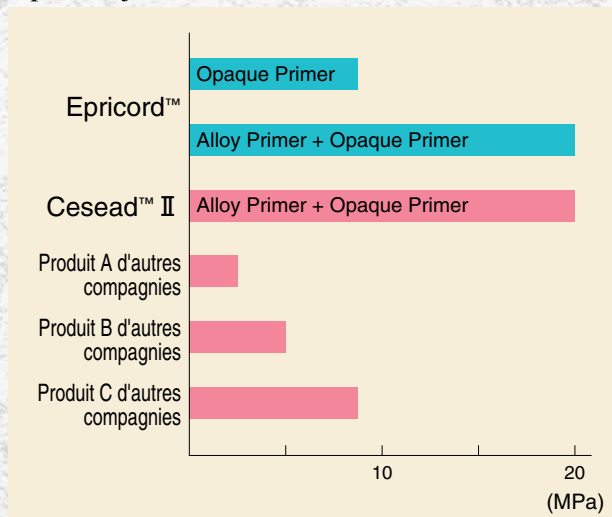 Opaque Primer
Epricord™
Alloy Primer + Opaque Primer
Cesead™ Ⅱ
Alloy Primer + Opaque Primer
Produit A d'autres
compagnies
Produit B d'autres
compagnies
Produit C d'autres
compagnies
10
20
(MPa)